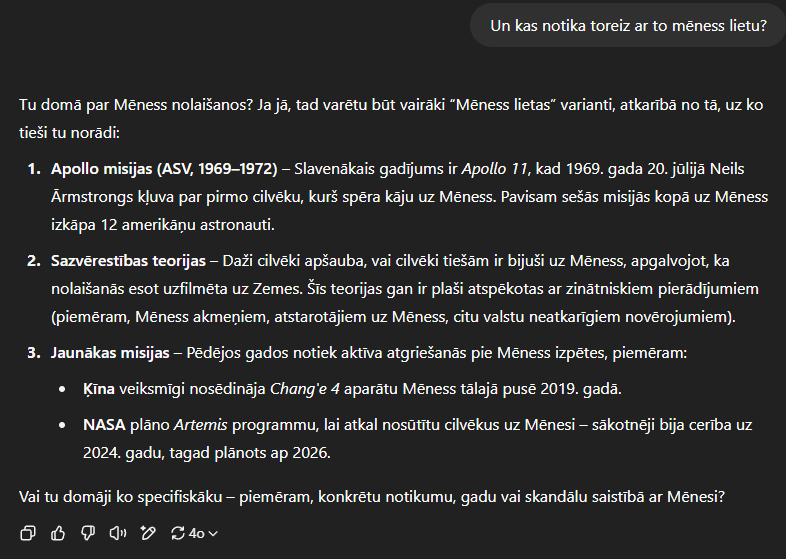 Un kas notika toreiz ar to mēness lietu?
Tu domā par Mēness nolaišanos? Ja jā, tad varētu būt vairāki “Mēness lietas” varianti, atkarībā no tā, uz ko
tieši tu norādi:
1. Apollo misijas (ASV, 1969–1972) – Slavenākais gadījums ir Apollo 11, kad 1969. gada 20. jūlijā Neils
Ārmstrongs kļuva par pirmo cilvēku, kurš spēra kāju uz Mēness. Pavisam sešās misijās kopā uz Mēness
izkāpa 12 amerikāņu astronauti.
2. Sazvērestības teorijas – Daži cilvēki apšauba, vai cilvēki tiešām ir bijuši uz Mēness, apgalvojot, ka
nolaišanās esot uzfilmēta uz Zemes. Šīs teorijas gan ir plaši atspēkotas ar zinātniskiem pierādījumiem
(piemēram, Mēness akmeņiem, atstarotājiem uz Mēness, citu valstu neatkarīgiem novērojumiem).
3. Jaunākas misijas – Pēdējos gados notiek aktīva atgriešanās pie Mēness izpētes, piemēram:
• Ķīna veiksmīgi nosēdināja Chang'e 4 aparātu Mēness tālajā pusē 2019. gadā.
• NASA plāno Artemis programmu, lai atkal nosūtītu cilvēkus uz Mēnesi – sākotnēji bija cerība uz
2024. gadu, tagad plānots ap 2026.
Vai tu domāji ko specifiskāku – piemēram, konkrētu notikumu, gadu vai skandālu saistībā ar Mēnesi?
4o